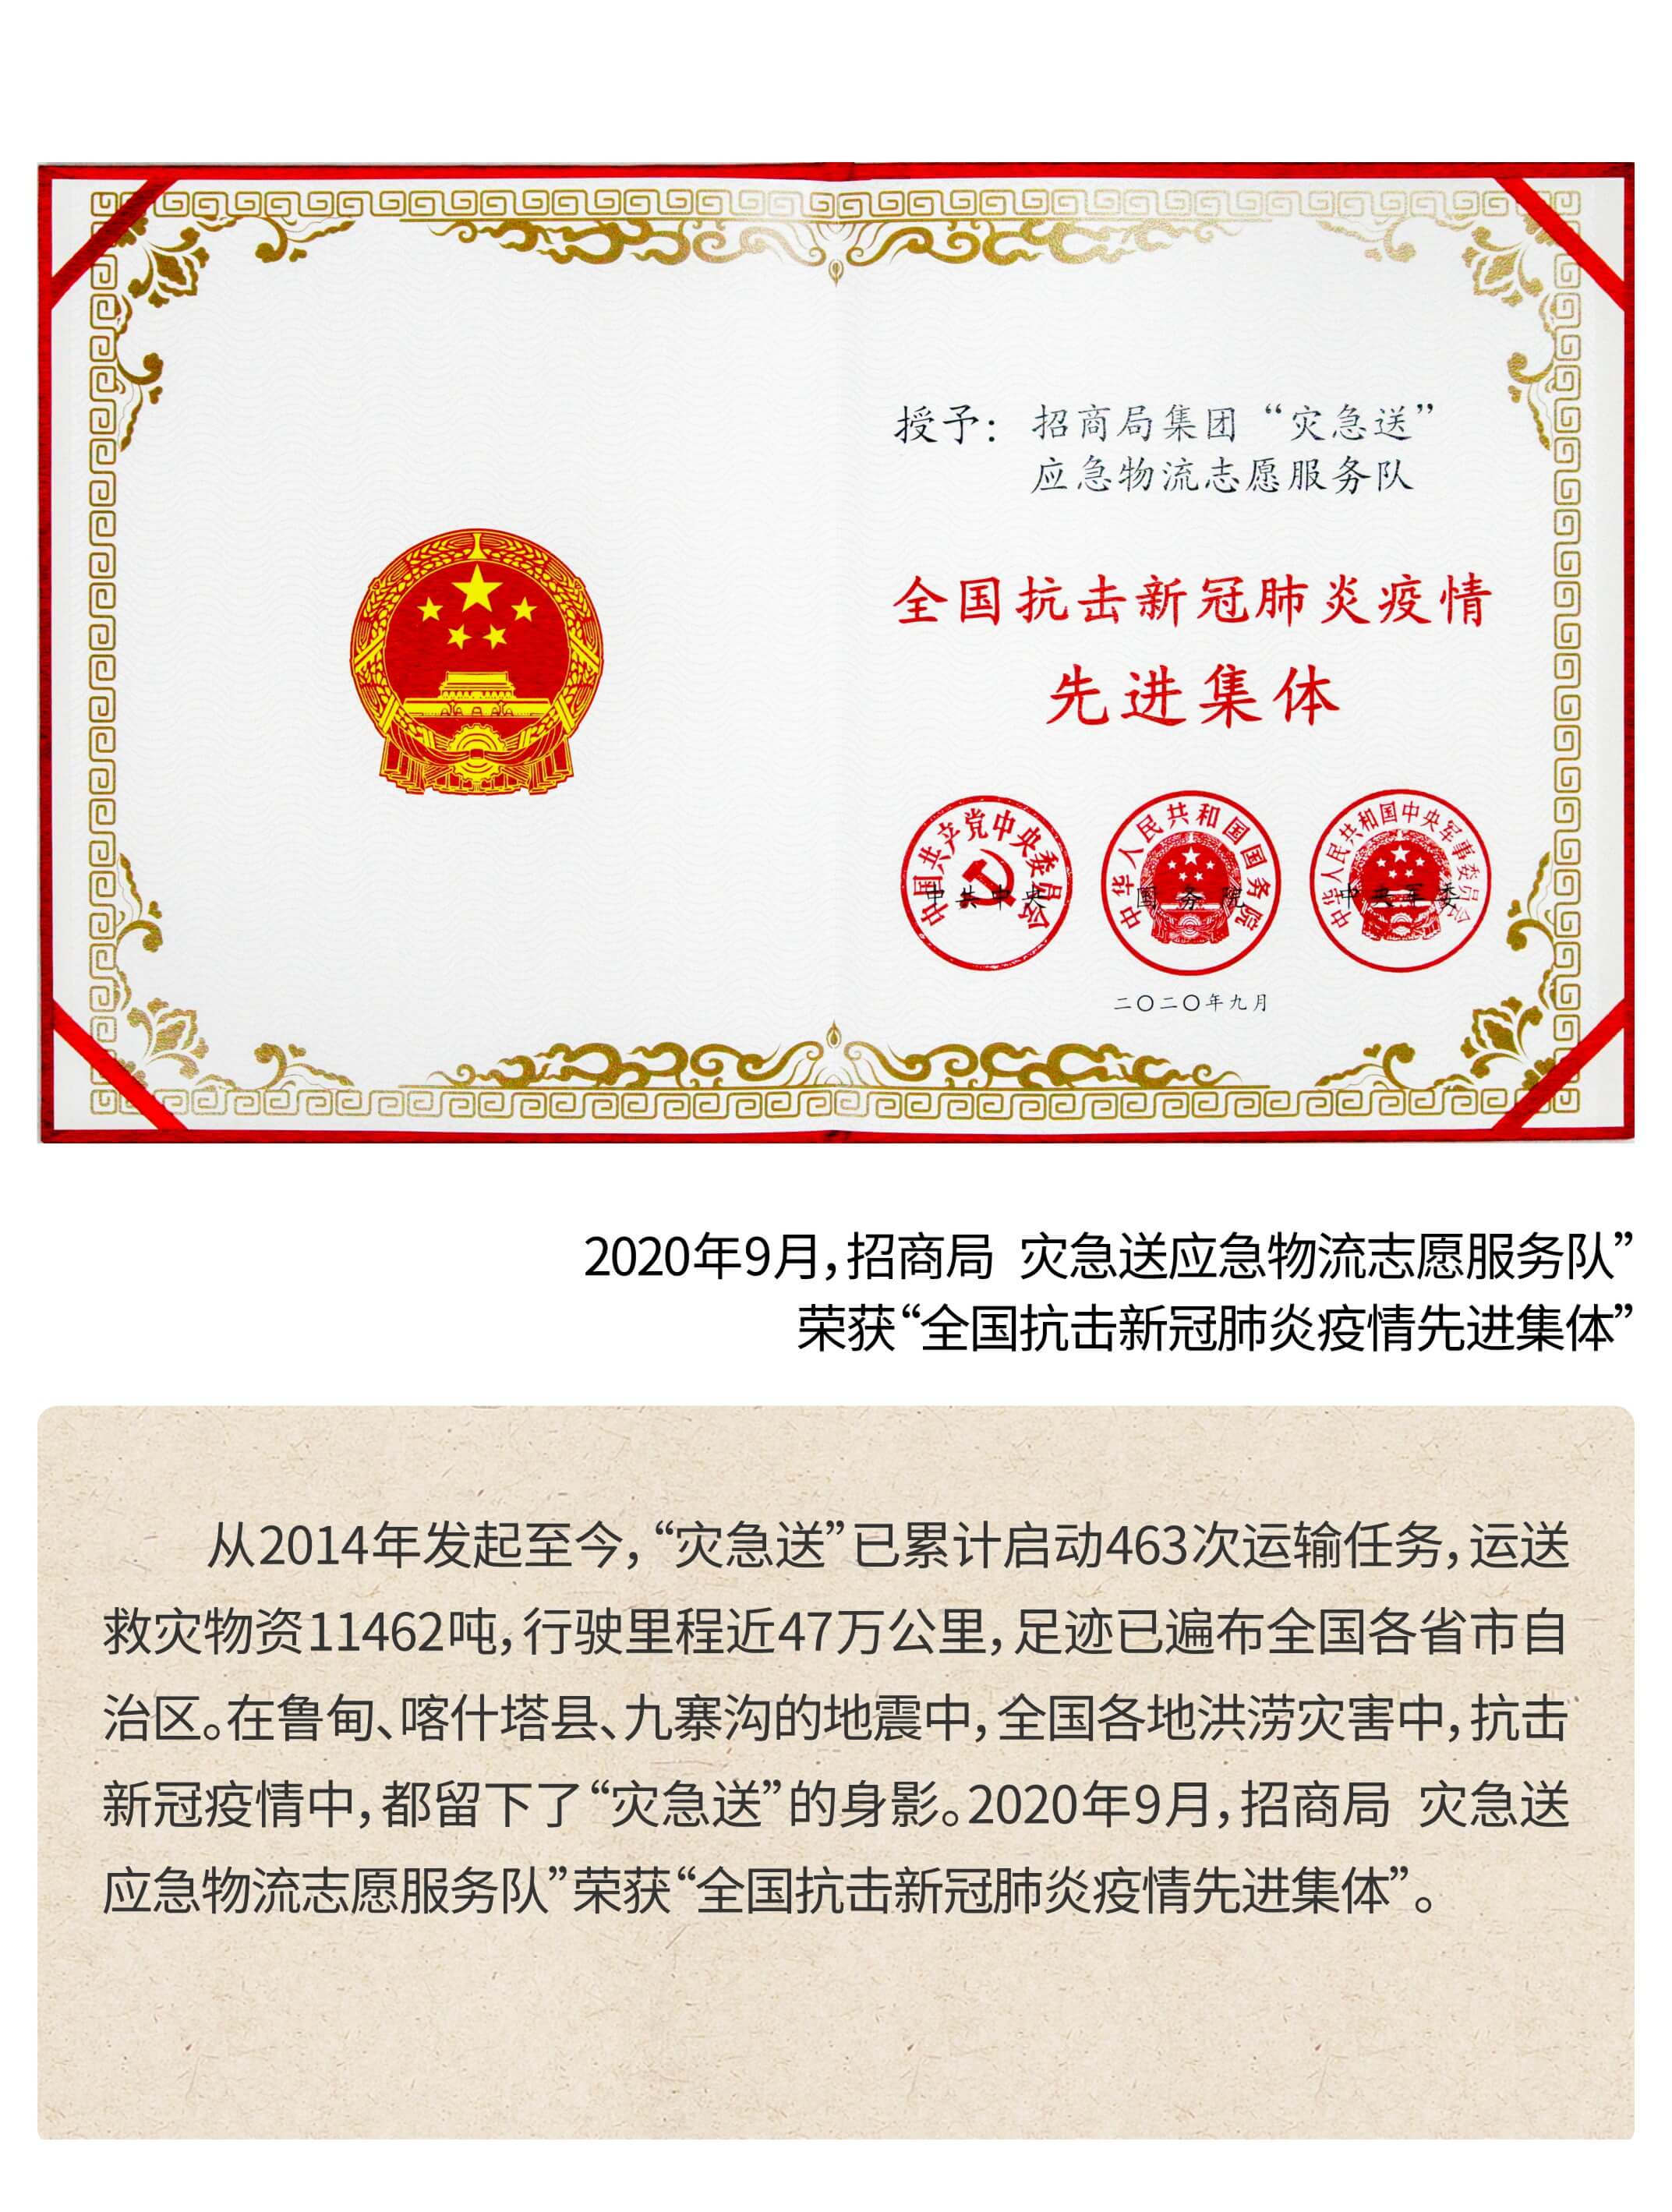 授予：招商局集团“灾急送”
应急物流志愿服务队
全国抗击新冠肺炎疫情
先进集体
中国共产党中央委员会
中共中央
中华人民共和国国务院
国务院
中华人民共和国中央军事委员会
中央军委
二〇二〇年九月
2020年9月，招商局 灾急送应急物流志愿服务队”
荣获“全国抗击新冠肺炎疫情先进集体”
从2014年发起至今，“灾急送”已累计启动463次运输任务，运送
救灾物资11462吨，行驶里程近47万公里，足迹已遍布全国各省市自
治区。在鲁甸、喀什塔县、九寨沟的地震中，全国各地洪涝灾害中，抗击
新冠疫情中，都留下了“灾急送”的身影。2020年9月，招商局 灾急送
应急物流志愿服务队”荣获“全国抗击新冠肺炎疫情先进集体”。